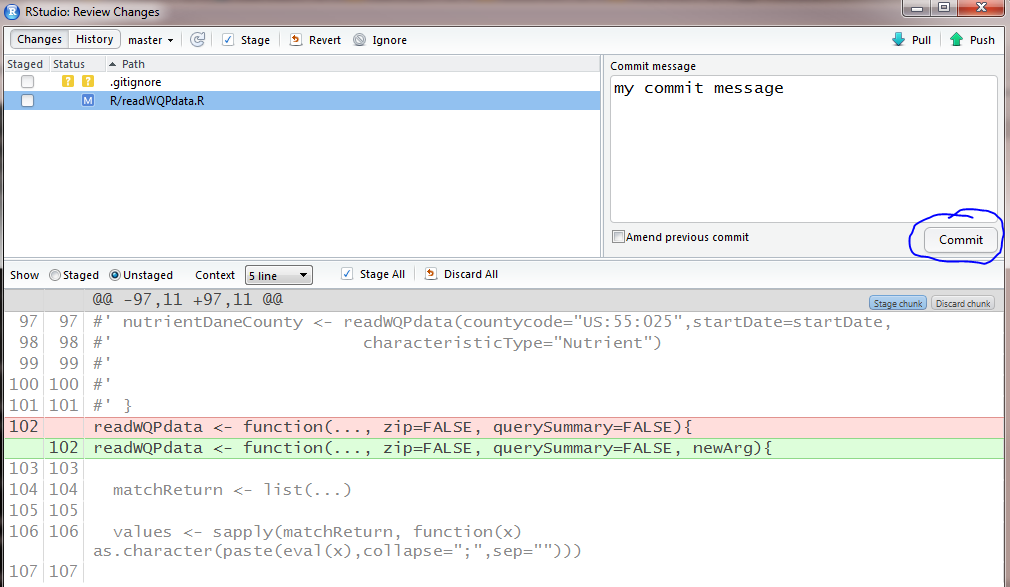 RStudio: Review Changes
Changes History master Stage Revert Ignore Pull Push
Staged Status Path
? ? .gitignore
M R/readWQPdata.R
Commit message
my commit message
Amend previous commit
Commit
Show Staged Unstaged Context 5 line Stage All Discard All
@@ -97,11 +97,11 @@ Stage chunk Discard chunk
97 97 #' nutrientDaneCounty <- readWQPdata(countycode="US:55:025",startDate=startDate,
98 98 #' characteristicType="Nutrient")
99 99 #'
100 100 #'
101 101 #' }
102 readWQPdata <- function(..., zip=FALSE, querySummary=FALSE){
102 readWQPdata <- function(..., zip=FALSE, querySummary=FALSE, newArg){
103 103
104 104 matchReturn <- list(...)
105 105
106 106 values <- sapply(matchReturn, function(x)
as.character(paste(eval(x),collapse=";",sep="")))
107 107